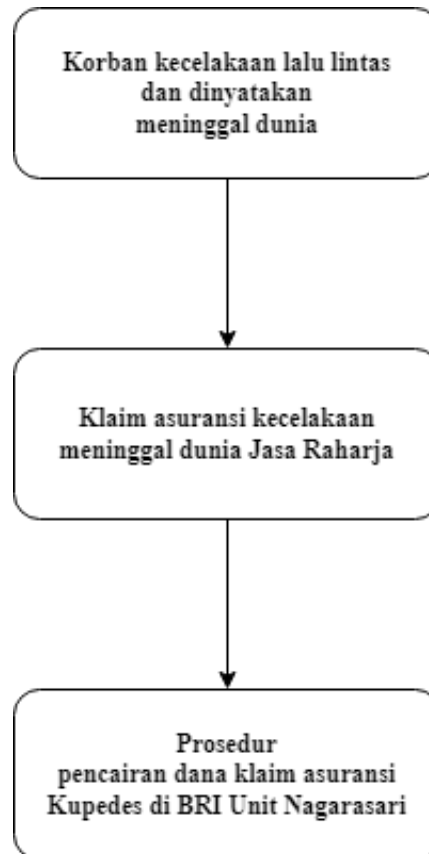 Korban kecelakaan lalu lintas
dan dinyatakan
meninggal dunia
Klaim asuransi kecelakaan
meninggal dunia Jasa Raharja
Prosedur
pencairan dana klaim asuransi
Kupedes di BRI Unit Nagarasari